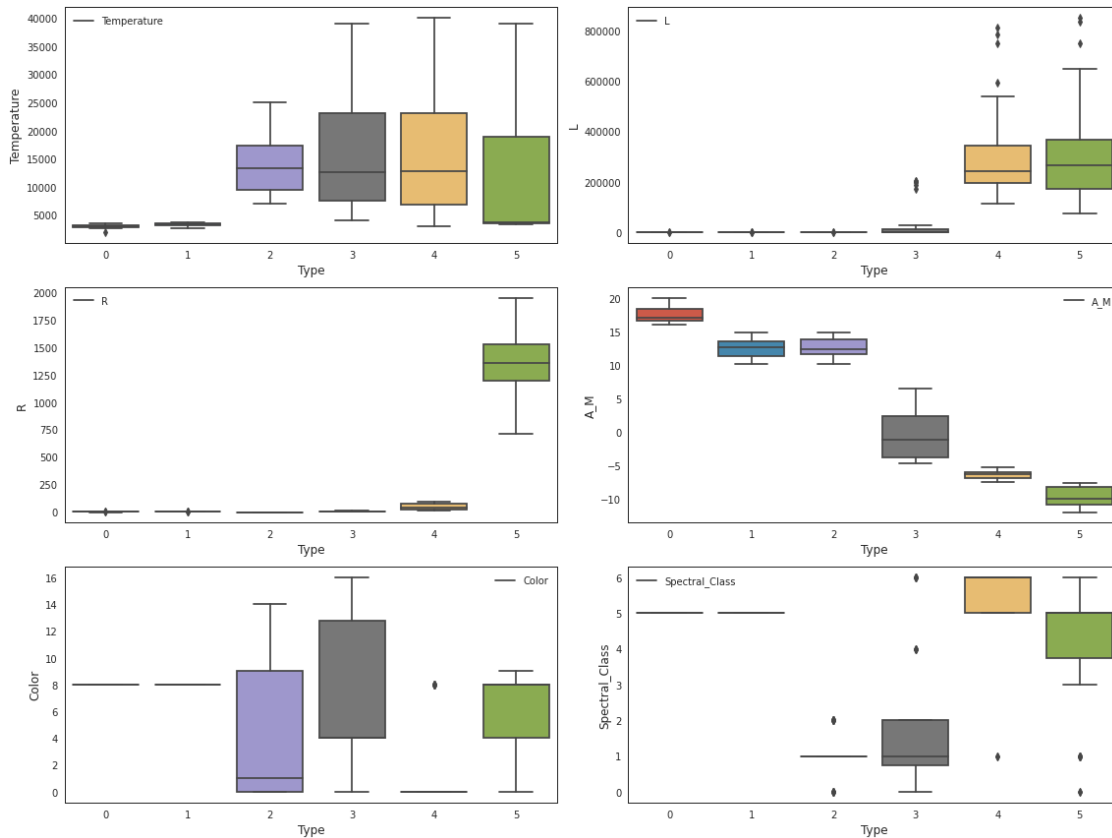 Temperature
40000
35000
30000
25000
20000
15000
10000
5000
Temperature
0 1 2 3 4 5
Type
L
800000
600000
400000
200000
0
L
0 1 2 3 4 5
Type
R
2000
1750
1500
1250
1000
750
500
250
0
R
0 1 2 3 4 5
Type
A_M
20
15
10
5
0
−5
−10
A_M
0 1 2 3 4 5
Type
Color
16
14
12
10
8
6
4
2
0
Color
0 1 2 3 4 5
Type
Spectral_Class
6
5
4
3
2
1
0
Spectral_Class
0 1 2 3 4 5
Type